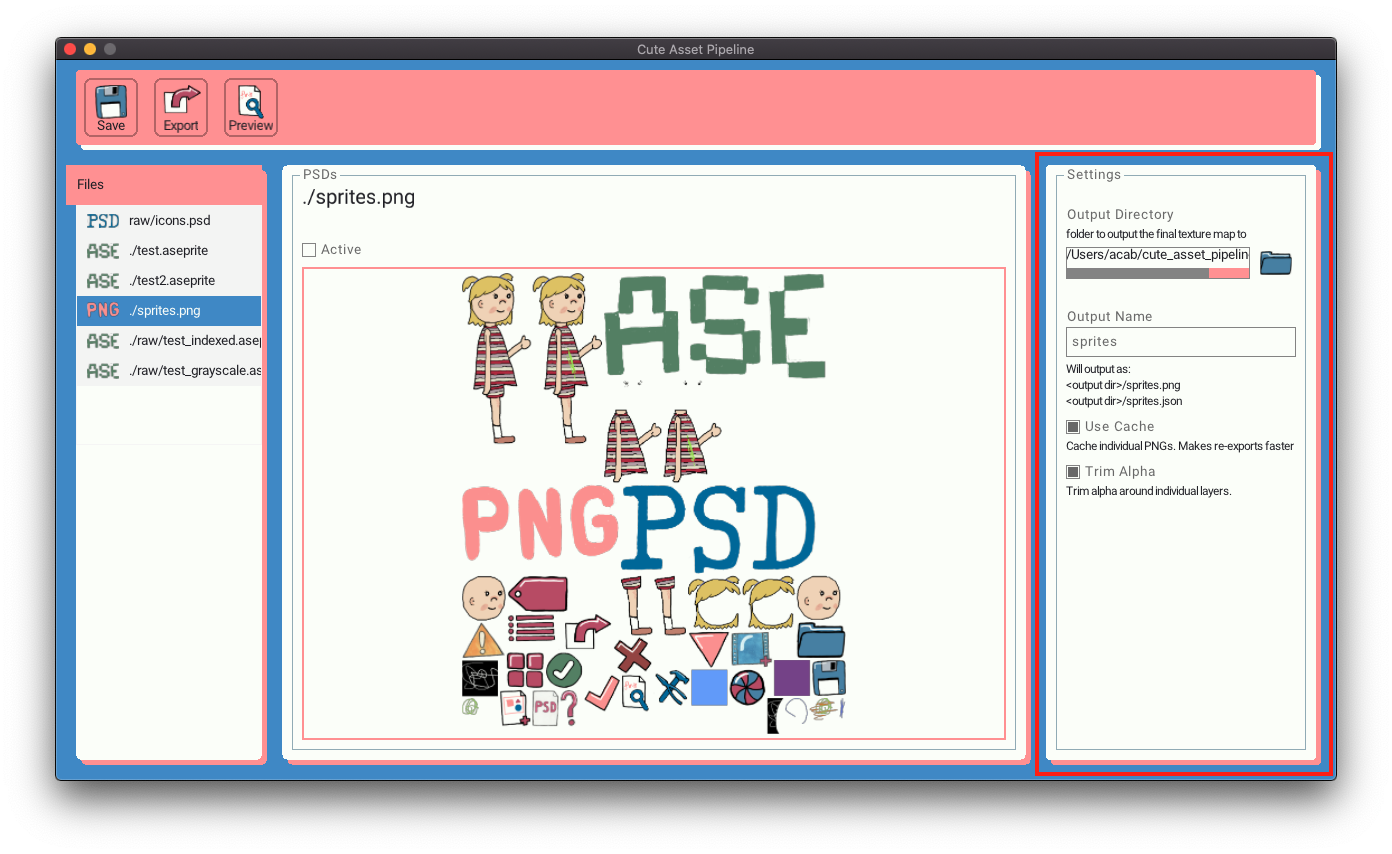 Cute Asset Pipeline
Save
Export
Preview
Files
PSD raw/icons.psd
ASE ./test.aseprite
ASE ./test2.aseprite
PNG ./sprites.png
ASE ./raw/test_indexed.asep
ASE ./raw/test_grayscale.as
PSDs
./sprites.png
Active
ASE
PNG PSD
PSD
Settings
Output Directory
folder to output the final texture map to
/Users/acab/cute_asset_pipelin
Output Name
sprites
Will output as:
<output dir>/sprites.png
<output dir>/sprites.json
Use Cache
Cache individual PNGs. Makes re-exports faster
Trim Alpha
Trim alpha around individual layers.